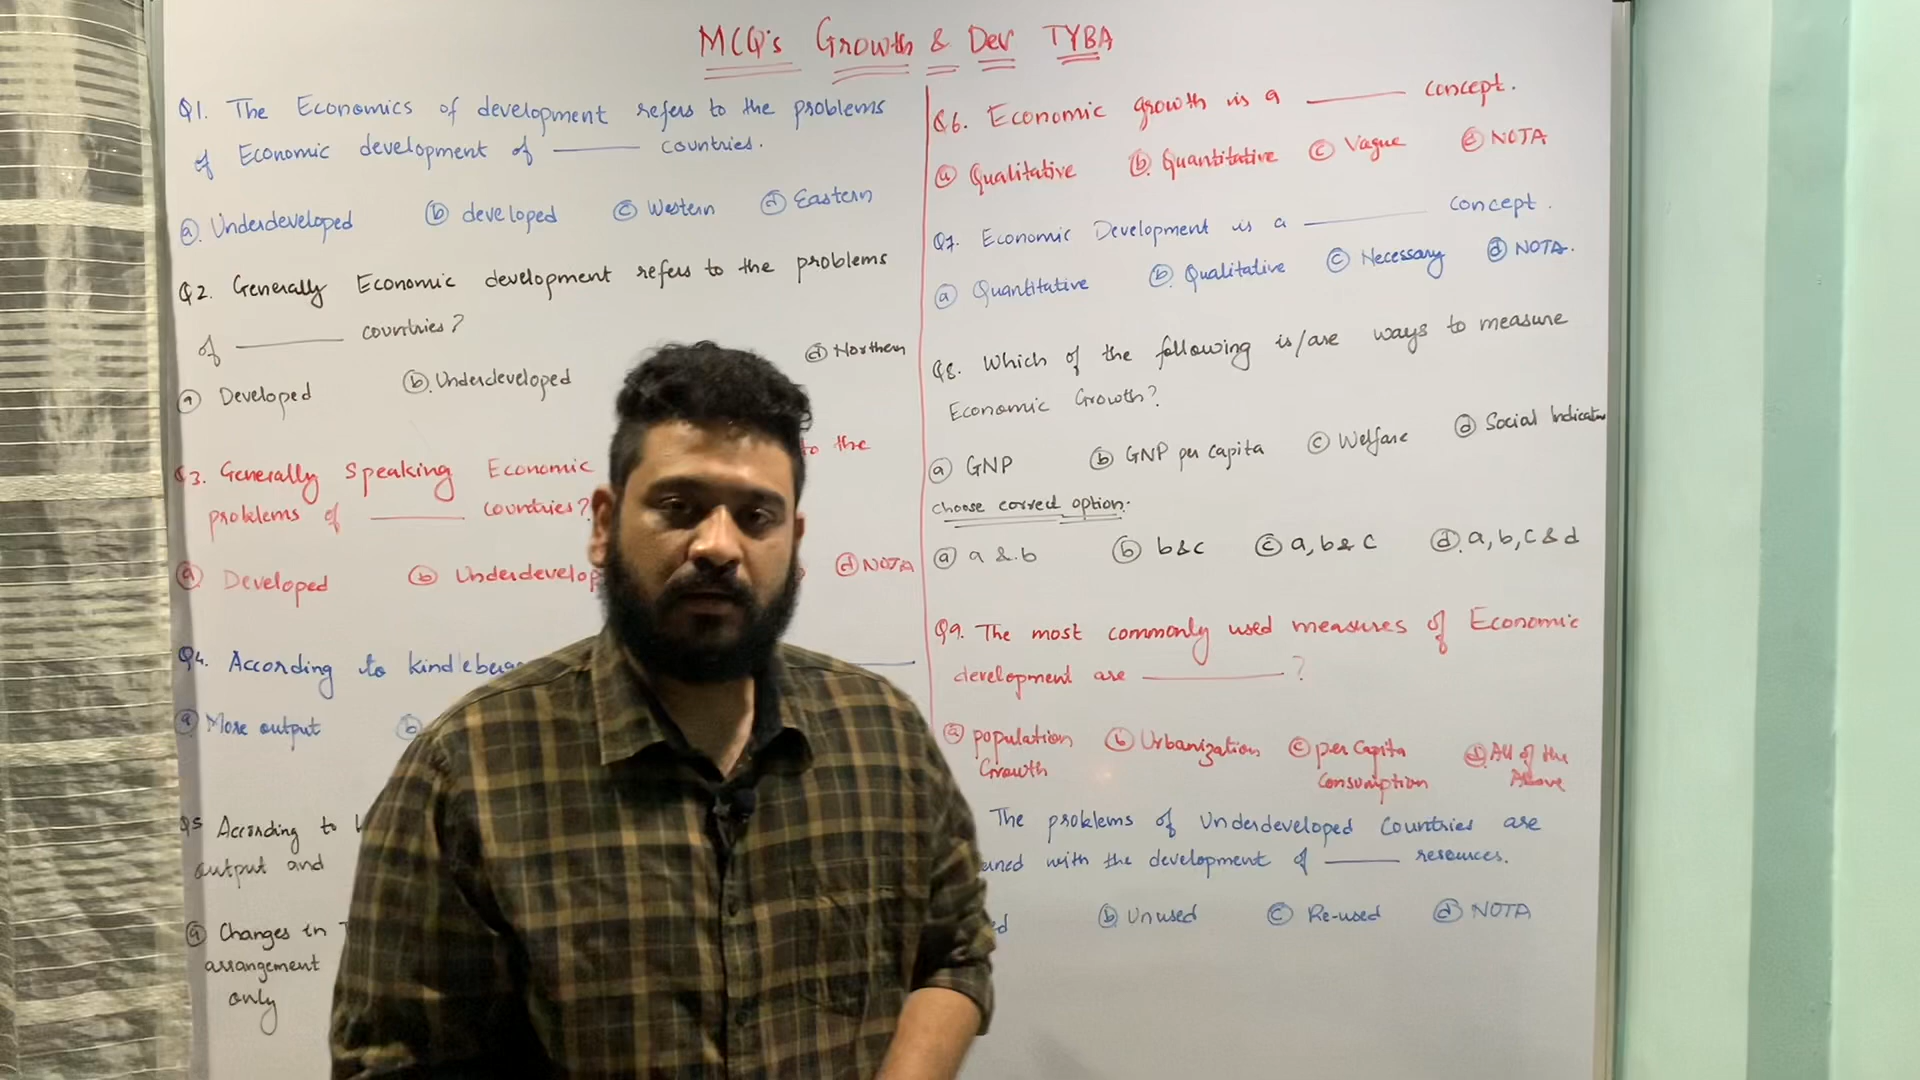 MCQ's Growth & Dev TYBA
Q1. The Economics of development refers to the problems
of Economic development of ______ countries.
ⓐ. Underdeveloped ⓑ developed ⓒ Western ⓓ Eastern
Q2. Generally Economic development refers to the problems
of ______ countries?
ⓐ Developed ⓑ. Underdeveloped ⓓ Northern
Q3. Generally Speaking Economic to the
problems of ______ countries?
ⓐ Developed ⓑ ⓓ NOTA
Q4. According to
ⓐ More output ⓑ
Q5 According to
output and
ⓐ Changes in
arrangement
only
Q6. Economic growth is a ______ concept.
ⓐ Qualitative ⓑ. Quantitative ⓒ Vague ⓓ NOTA
Q7. Economic Development is a ______ concept.
ⓐ Quantitative ⓑ. Qualitative ⓒ Necessary ⓓ NOTA.
Q8. Which of the following is/are ways to measure
Economic Growth?
ⓐ GNP ⓑ GNP per capita ⓒ Welfare ⓓ Social
choose correct option.
ⓐ a & b ⓑ b & c ⓒ a, b & c ⓓ. a, b, c & d
Q9. The most commonly used measures of Economic
development are ______ ?
ⓐ population Growth ⓑ Urbanization ⓒ per Capita Consumption ⓓ All of the Above
The problems of Underdeveloped Countries are
with the development of ______ resources.
ⓑ Unused ⓒ Re-used ⓓ NOTA